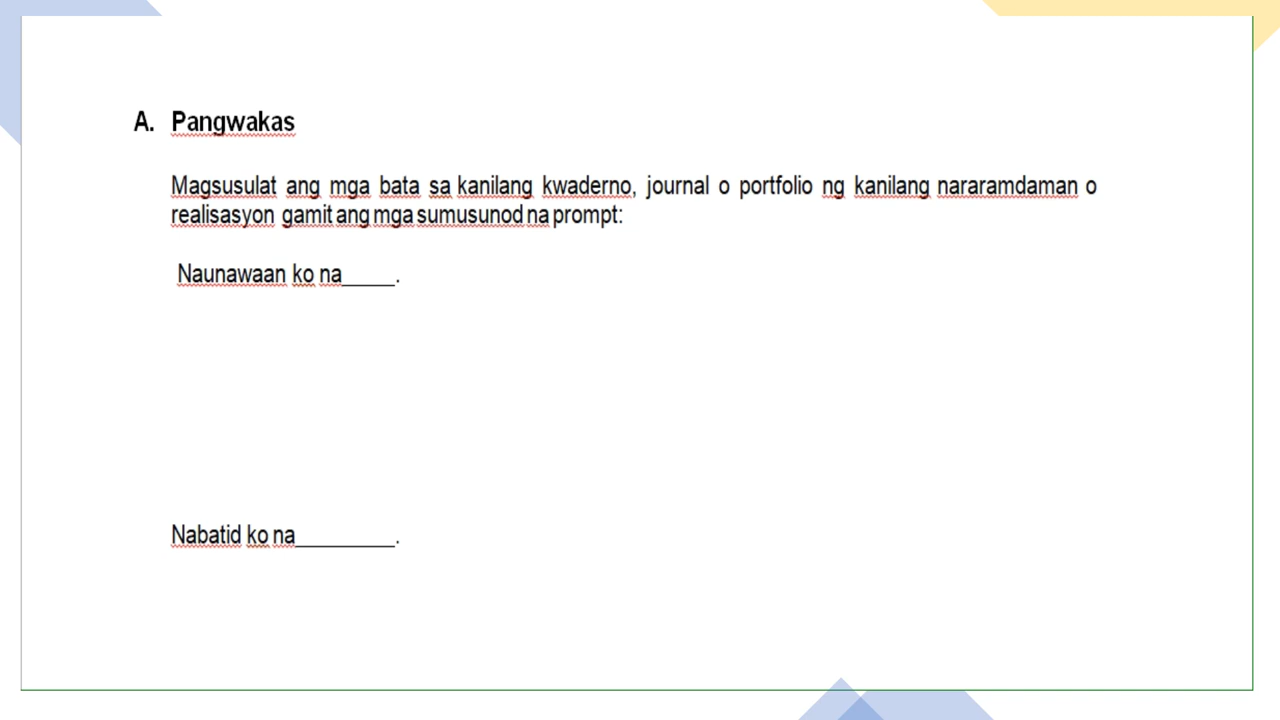 A. Pangwakas
Magsusulat ang mga bata sa kanilang kwaderno, journal o portfolio ng kanilang nararamdaman o
realisasyon gamit ang mga sumusunod na prompt:
Naunawaan ko na_____.
Nabatid ko na_________.